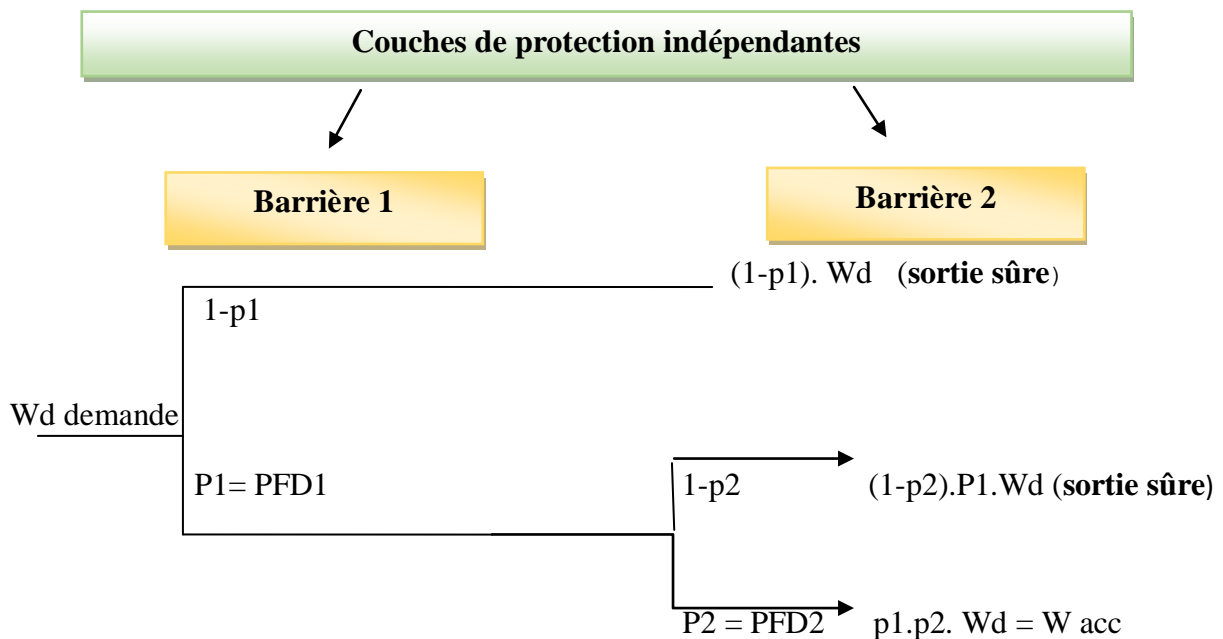 Couches de protection indépendantes
Barrière 1
Barrière 2
(1-p1). Wd (sortie sûre)
1-p1
Wd demande
P1= PFD1
1-p2
(1-p2).P1.Wd (sortie sûre)
P2 = PFD2
p1.p2. Wd = W acc